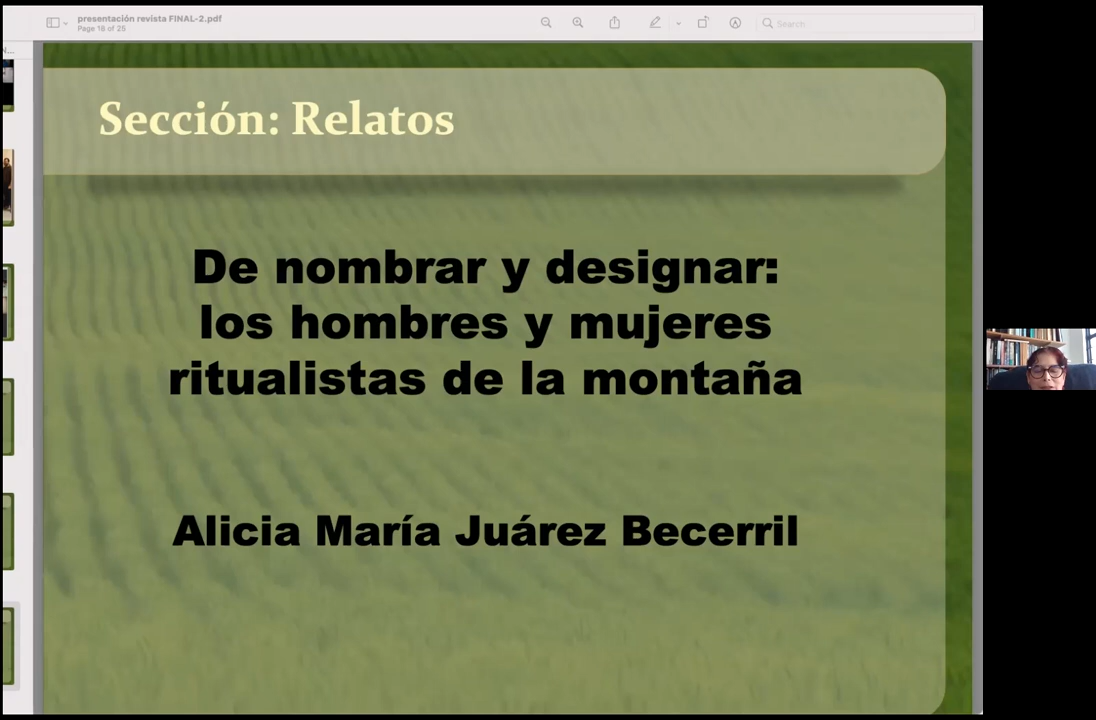 presentación revista FINAL-2.pdf
Page 18 of 25
Search
N...
Sección: Relatos
De nombrar y designar:
los hombres y mujeres
ritualistas de la montaña
Alicia María Juárez Becerril